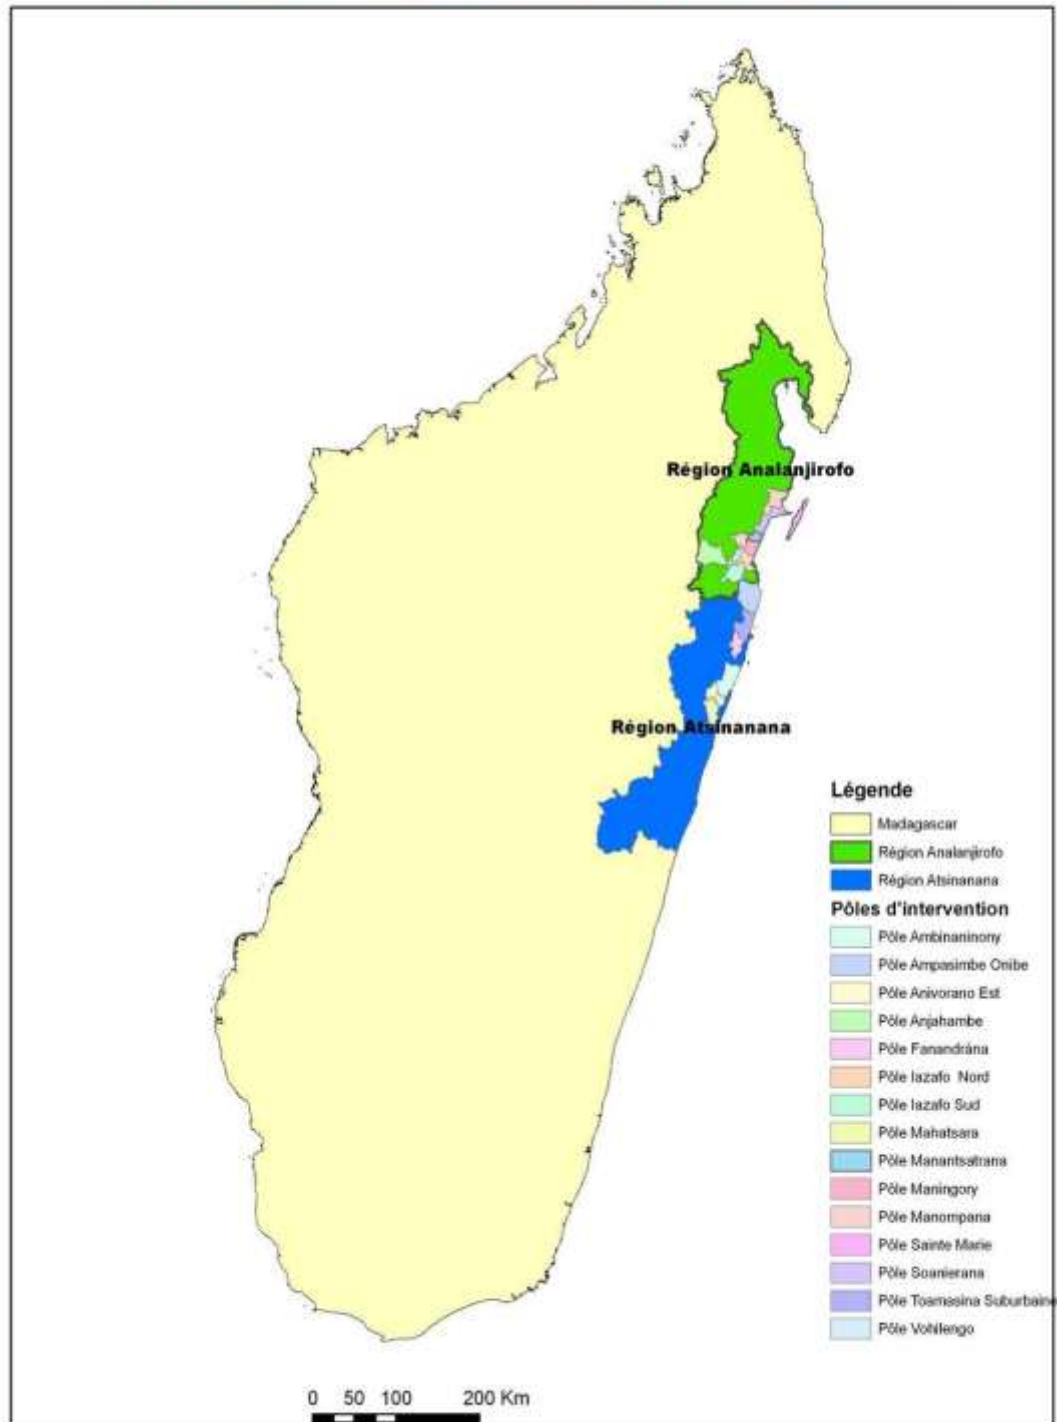 Région Analanjirofo
Région Atsinanana
Légende
Madagascar
Région Analanjirofo
Région Atsinanana
Pôles d'intervention
Pôle Ambinaninony
Pôle Ampasimbe Onibe
Pôle Anivorano Est
Pôle Anjahambe
Pôle Fanandrána
Pôle Iazafo Nord
Pôle Iazafo Sud
Pôle Mahatsara
Pôle Manantsatrana
Pôle Maningory
Pôle Manompana
Pôle Sainte Marie
Pôle Soanierana
Pôle Toamasina Suburbaine
Pôle Vohilengo
0 50 100 200 Km